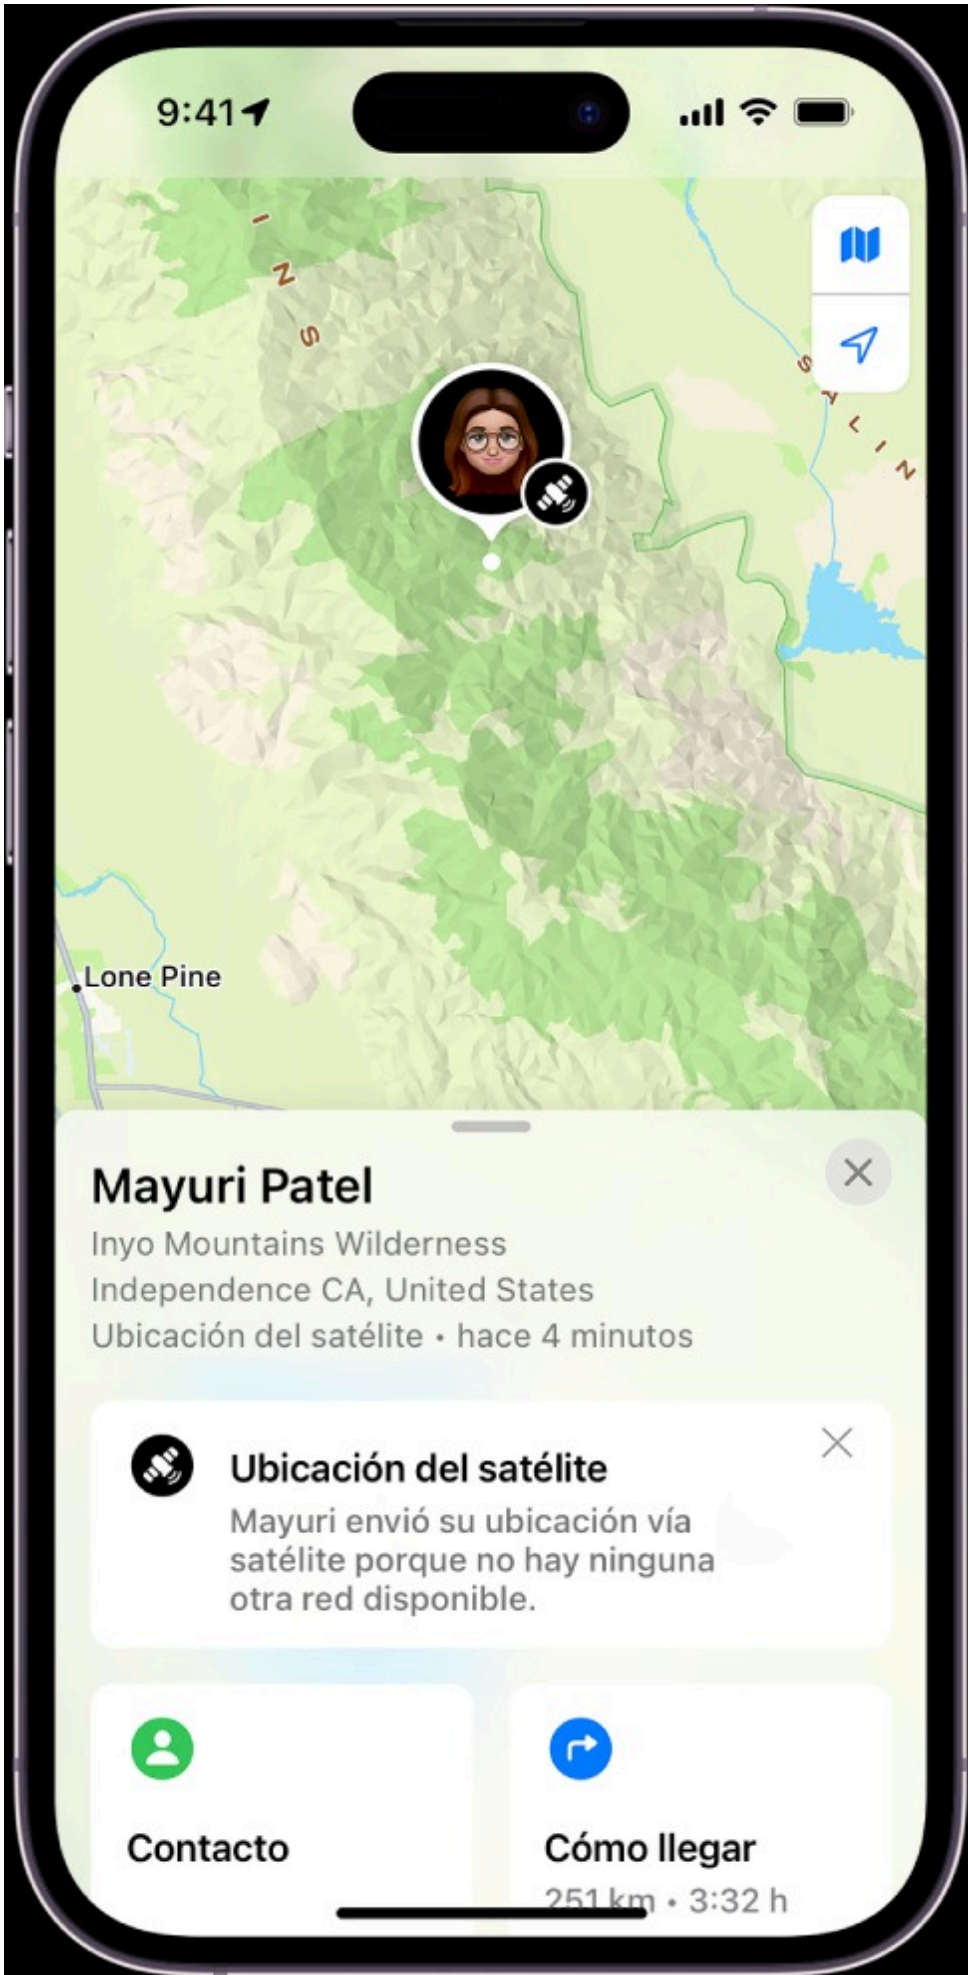 9:41
I N S
S A L I N
Lone Pine
Mayuri Patel
Inyo Mountains Wilderness
Independence CA, United States
Ubicación del satélite • hace 4 minutos
Ubicación del satélite
Mayuri envió su ubicación vía
satélite porque no hay ninguna
otra red disponible.
Contacto
Cómo llegar
251 km • 3:32 h